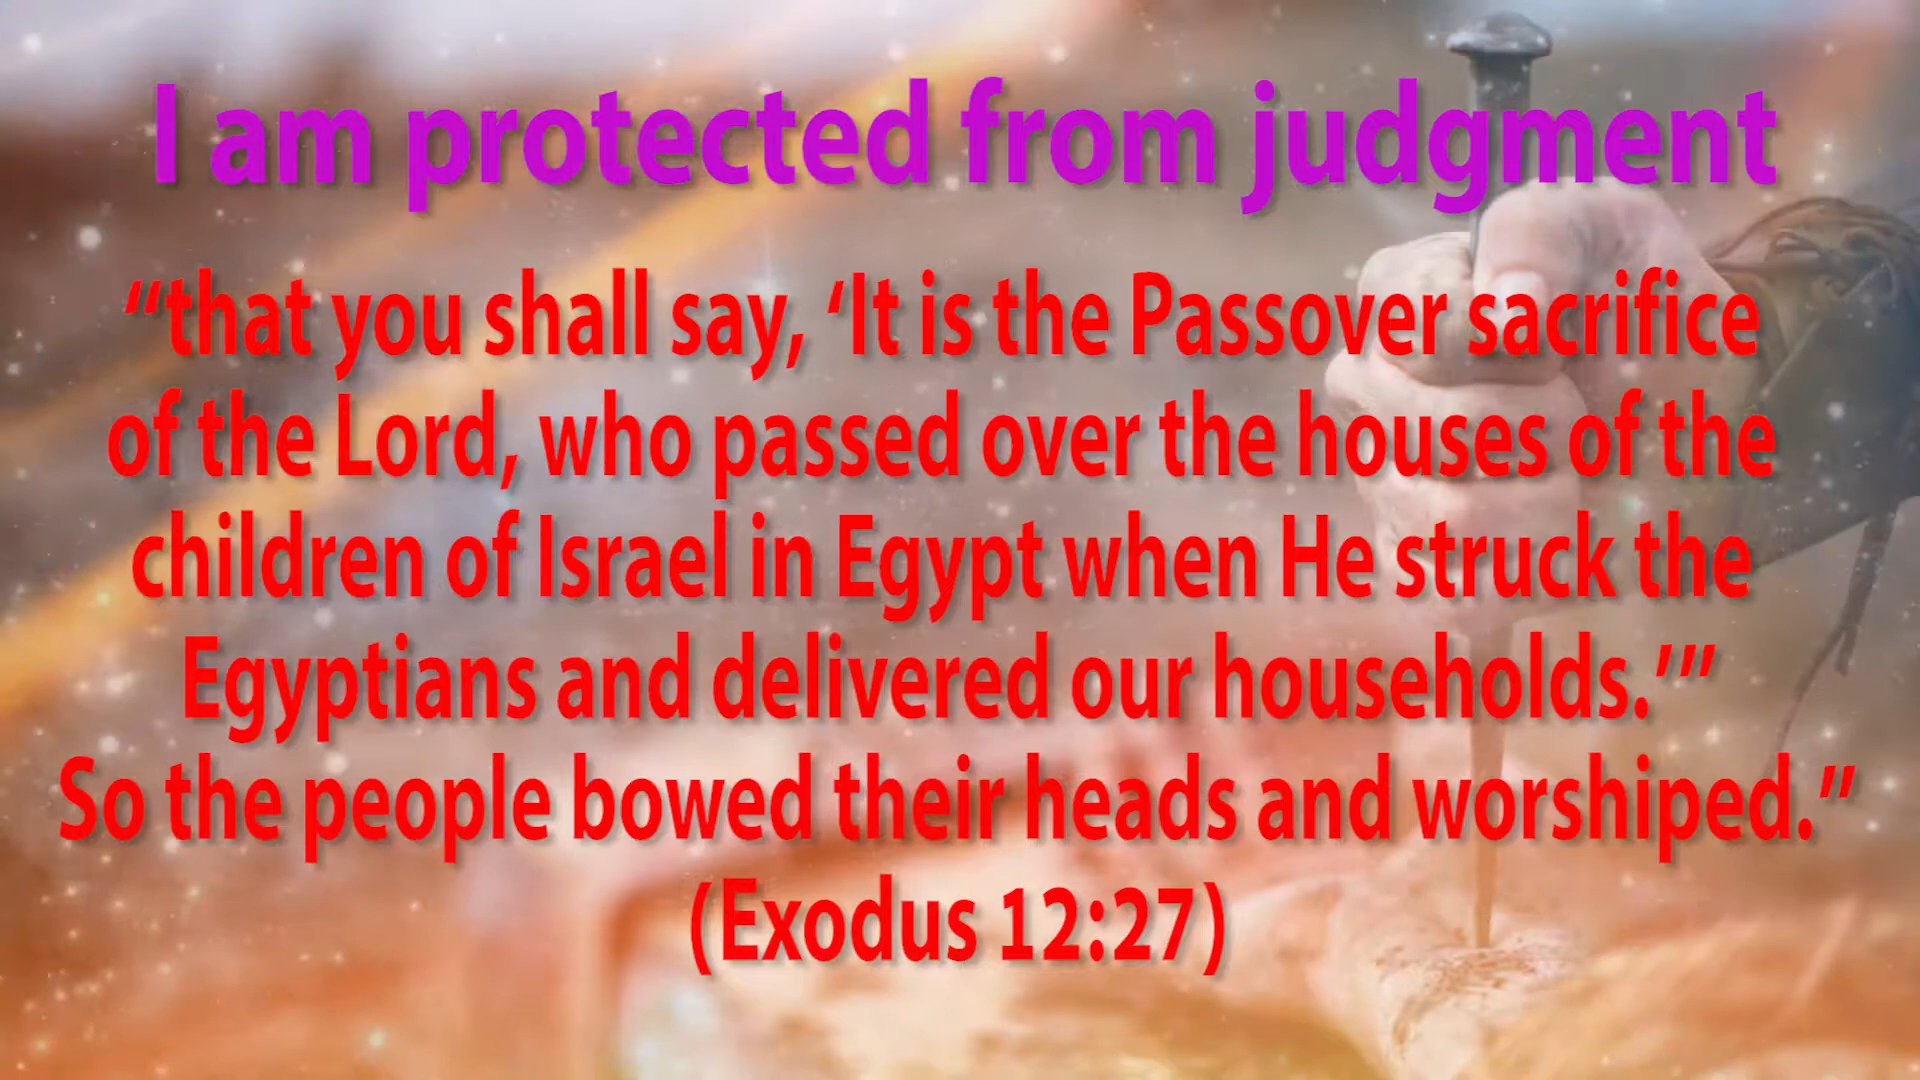 I am protected from judgment
“that you shall say, ‘It is the Passover sacrifice
of the Lord, who passed over the houses of the
children of Israel in Egypt when He struck the
Egyptians and delivered our households.’”
So the people bowed their heads and worshiped.”
(Exodus 12:27)